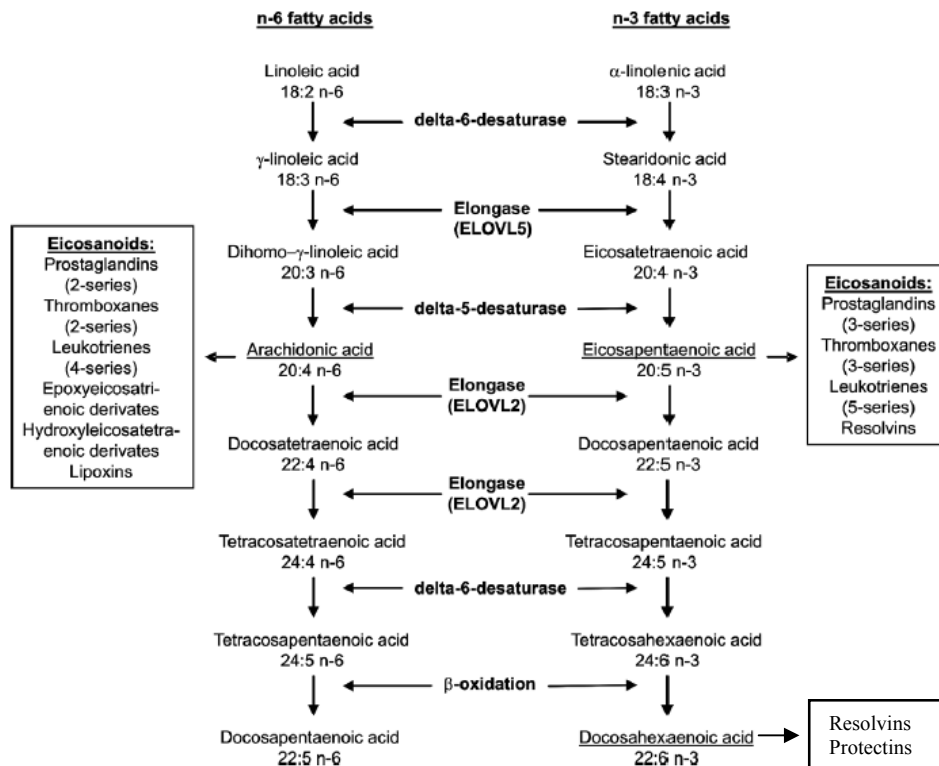 n-6 fatty acids
n-3 fatty acids
Linoleic acid
18:2 n-6
α-linolenic acid
18:3 n-3
delta-6-desaturase
γ-linoleic acid
18:3 n-6
Stearidonic acid
18:4 n-3
Elongase
(ELOVL5)
Dihomo–γ-linoleic acid
20:3 n-6
Eicosatetraenoic acid
20:4 n-3
delta-5-desaturase
Arachidonic acid
20:4 n-6
Eicosapentaenoic acid
20:5 n-3
Elongase
(ELOVL2)
Docosatetraenoic acid
22:4 n-6
Docosapentaenoic acid
22:5 n-3
Elongase
(ELOVL2)
Tetracosatetraenoic acid
24:4 n-6
Tetracosapentaenoic acid
24:5 n-3
delta-6-desaturase
Tetracosapentaenoic acid
24:5 n-6
Tetracosahexaenoic acid
24:6 n-3
β-oxidation
Docosapentaenoic acid
22:5 n-6
Docosahexaenoic acid
22:6 n-3
Eicosanoids:
Prostaglandins
(2-series)
Thromboxanes
(2-series)
Leukotrienes
(4-series)
Epoxyeicosatri-
enoic derivates
Hydroxyleicosatetra-
enoic derivates
Lipoxins
Eicosanoids:
Prostaglandins
(3-series)
Thromboxanes
(3-series)
Leukotrienes
(5-series)
Resolvins
Resolvins
Protectins